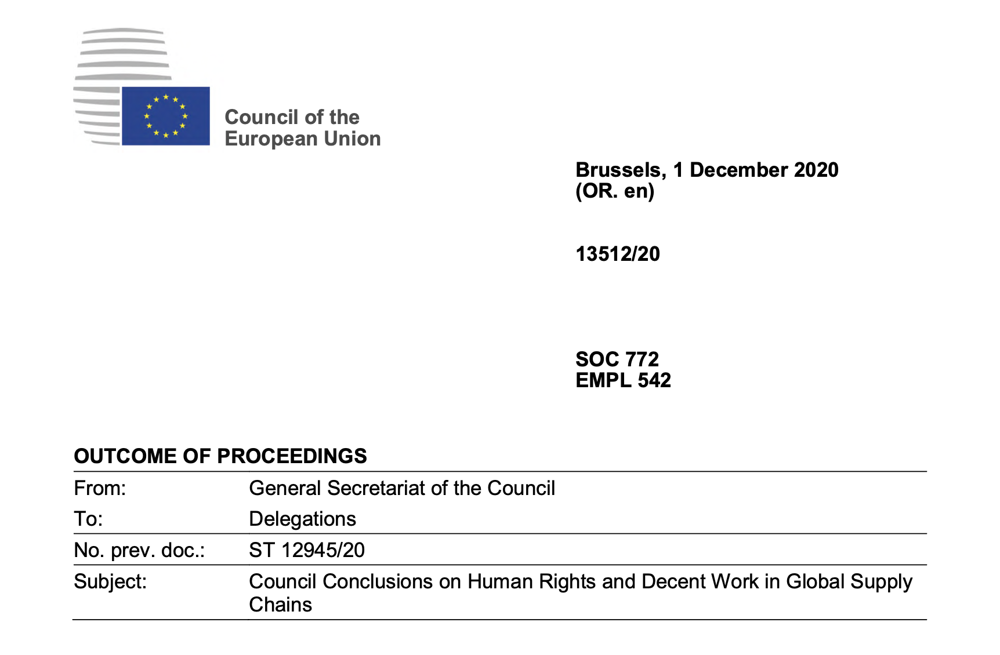 Council of the
European Union
Brussels, 1 December 2020
(OR. en)
13512/20
SOC 772
EMPL 542
OUTCOME OF PROCEEDINGS
From: General Secretariat of the Council
To: Delegations
No. prev. doc.: ST 12945/20
Subject: Council Conclusions on Human Rights and Decent Work in Global Supply
Chains